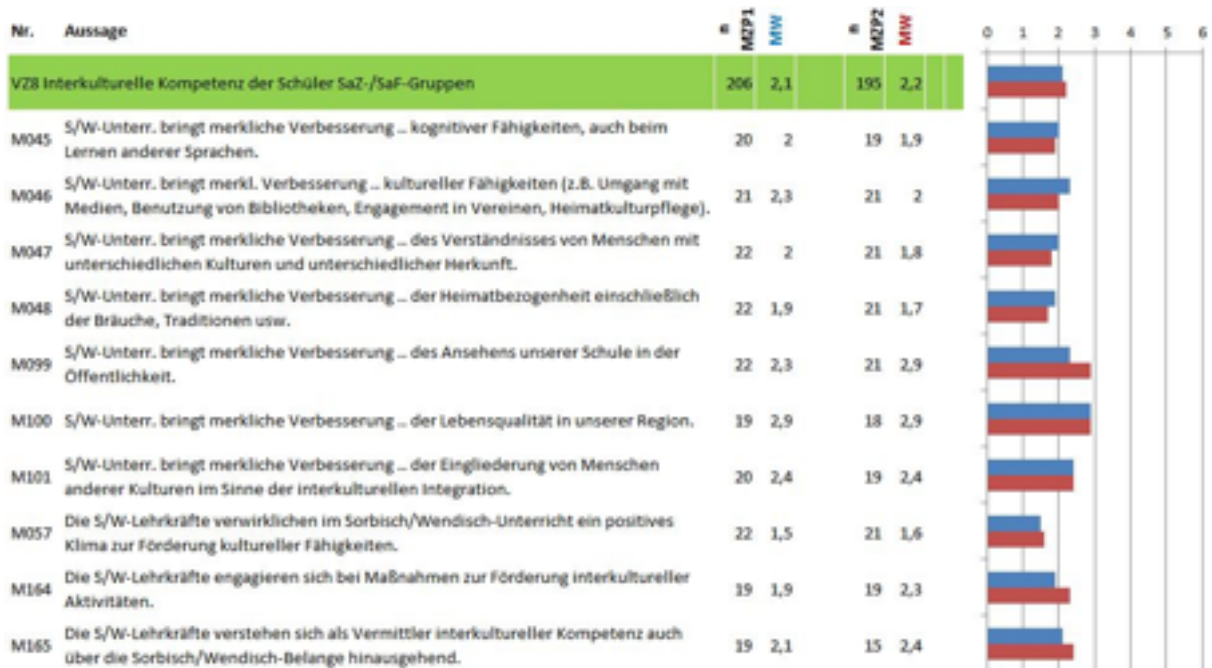 Nr. Aussage n MZP1 MW n MZP2 MW 0 1 2 3 4 5 6
VZ8 Interkulturelle Kompetenz der Schüler SaZ-/SaF-Gruppen 206 2,1 195 2,2
M045 S/W-Unterr. bringt merkliche Verbesserung ... kognitiver Fähigkeiten, auch beim
Lernen anderer Sprachen. 20 2 19 1,9
M046 S/W-Unterr. bringt merkl. Verbesserung ... kultureller Fähigkeiten (z.B. Umgang mit
Medien, Benutzung von Bibliotheken, Engagement in Vereinen, Heimatkulturpflege). 21 2,3 21 2
M047 S/W-Unterr. bringt merkliche Verbesserung ... des Verständnisses von Menschen mit
unterschiedlichen Kulturen und unterschiedlicher Herkunft. 22 2 21 1,8
M048 S/W-Unterr. bringt merkliche Verbesserung ... der Heimatbezogenheit einschließlich
der Bräuche, Traditionen usw. 22 1,9 21 1,7
M099 S/W-Unterr. bringt merkliche Verbesserung ... des Ansehens unserer Schule in der
Öffentlichkeit. 22 2,3 21 2,9
M100 S/W-Unterr. bringt merkliche Verbesserung ... der Lebensqualität in unserer Region. 19 2,9 18 2,9
M101 S/W-Unterr. bringt merkliche Verbesserung ... der Eingliederung von Menschen
anderer Kulturen im Sinne der interkulturellen Integration. 20 2,4 19 2,4
M057 Die S/W-Lehrkräfte verwirklichen im Sorbisch/Wendisch-Unterricht ein positives
Klima zur Förderung kultureller Fähigkeiten. 22 1,5 21 1,6
M164 Die S/W-Lehrkräfte engagieren sich bei Maßnahmen zur Förderung interkultureller
Aktivitäten. 19 1,9 19 2,3
M165 Die S/W-Lehrkräfte verstehen sich als Vermittler interkultureller Kompetenz auch
über die Sorbisch/Wendisch-Belange hinausgehend. 19 2,1 15 2,4